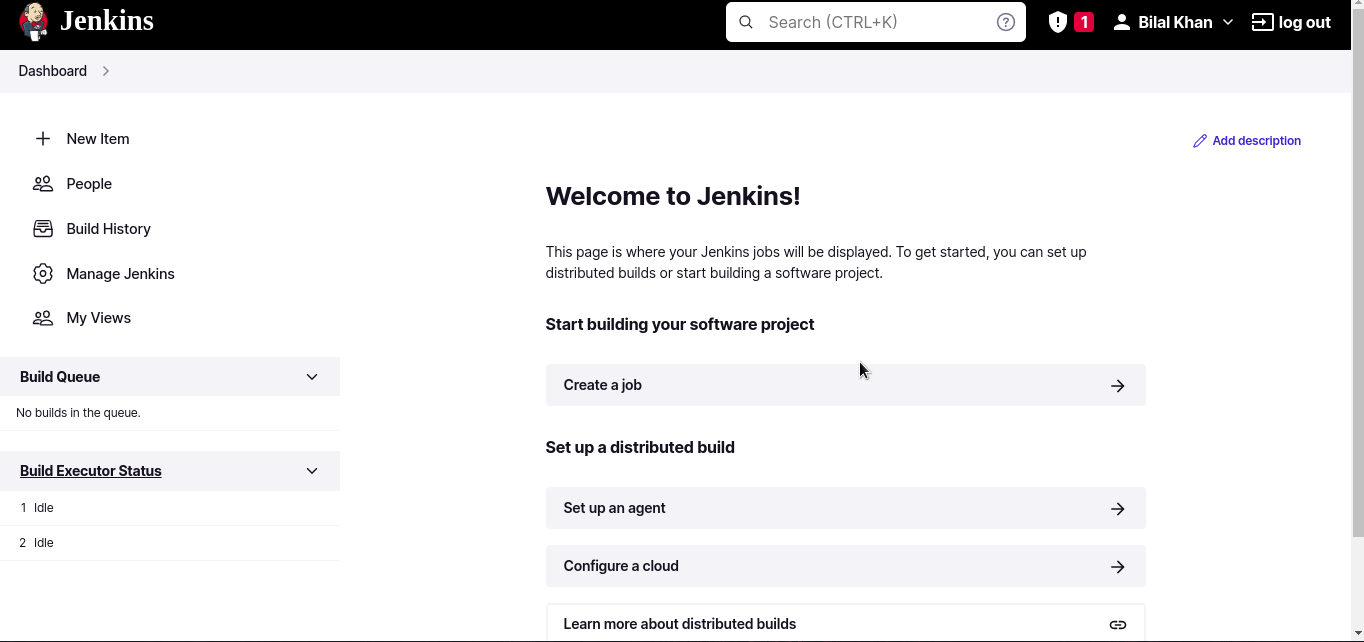 Jenkins
Search (CTRL+K)
1
Bilal Khan
log out
Dashboard
New Item
People
Build History
Manage Jenkins
My Views
Build Queue
No builds in the queue.
Build Executor Status
1 Idle
2 Idle
Add description
Welcome to Jenkins!
This page is where your Jenkins jobs will be displayed. To get started, you can set up
distributed builds or start building a software project.
Start building your software project
Create a job
Set up a distributed build
Set up an agent
Configure a cloud
Learn more about distributed builds